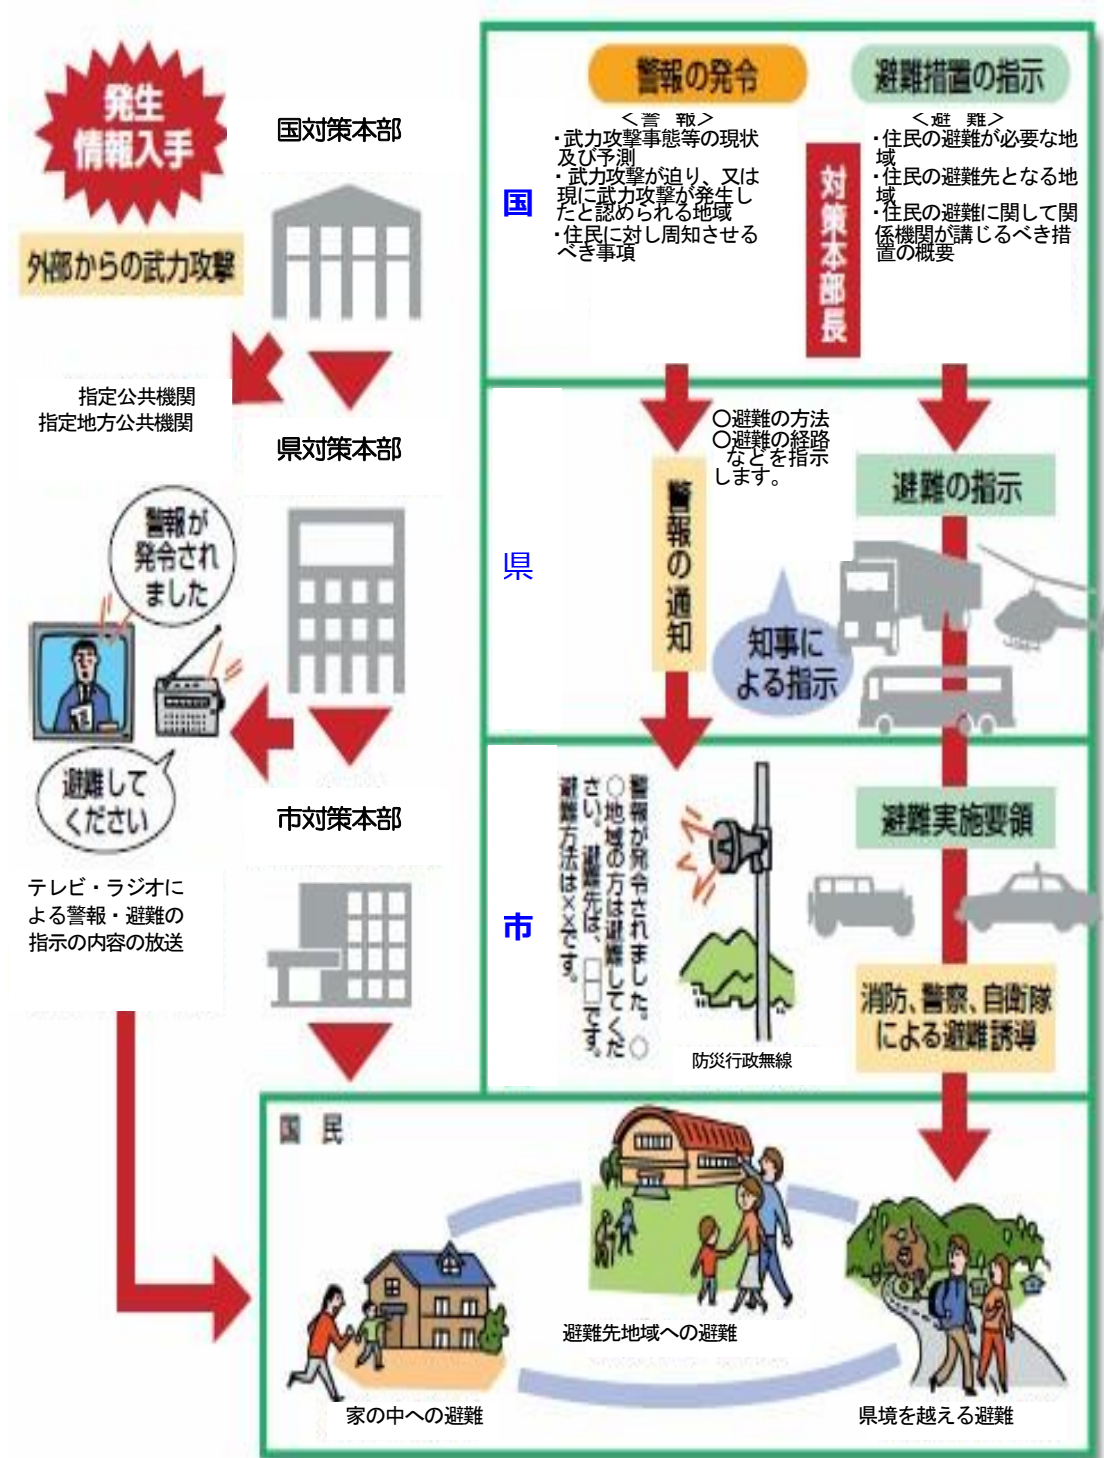 発生
情報入手
外部からの武力攻撃
国対策本部
指定公共機関
指定地方公共機関
県対策本部
警報が
発令され
ました
避難して
ください
テレビ・ラジオに
よる警報・避難の
指示の内容の放送
市対策本部
国
警報の発令
＜警 報＞
・武力攻撃事態等の現状
及び予測
・武力攻撃が迫り、又は
現に武力攻撃が発生し
たと認められる地域
・住民に対し周知させる
べき事項
対策本部長
避難措置の指示
＜避 難＞
・住民の避難が必要な地
域
・住民の避難先となる地
域
・住民の避難に関して関
係機関が講じるべき措
置の概要
県
警報の通知
〇避難の方法
〇避難の経路
などを指示
します。
避難の指示
知事に
よる指示
市
警報が発令されました。○
○地域の方は避難してくだ
さい。避難先は、□□です。
避難方法は××です。
防災行政無線
避難実施要領
消防、警察、自衛隊
による避難誘導
国 民
避難先地域への避難
家の中への避難
県境を越える避難